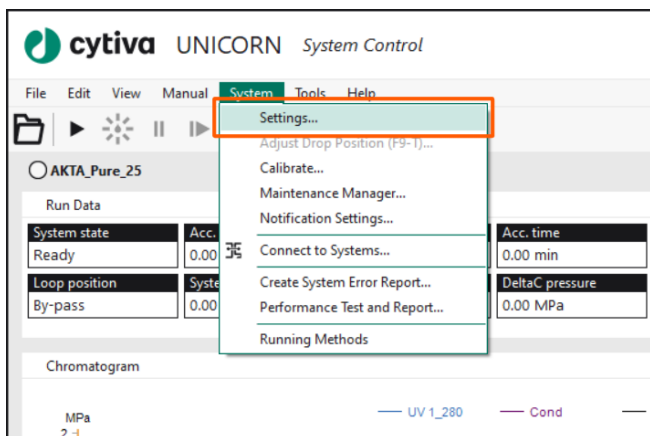 cytiva UNICORN System Control
File Edit View Manual System Tools Help
Settings...
Adjust Drop Position (F9-T)...
AKTA_Pure_25
Calibrate...
Maintenance Manager...
Run Data
Notification Settings...
System state Acc. Acc. time
Ready 0.00 0.00 min
Connect to Systems...
Loop position Syste DeltaC pressure
Create System Error Report...
By-pass 0.00 0.00 MPa
Performance Test and Report...
Running Methods
Chromatogram
MPa UV 1_280 Cond
2